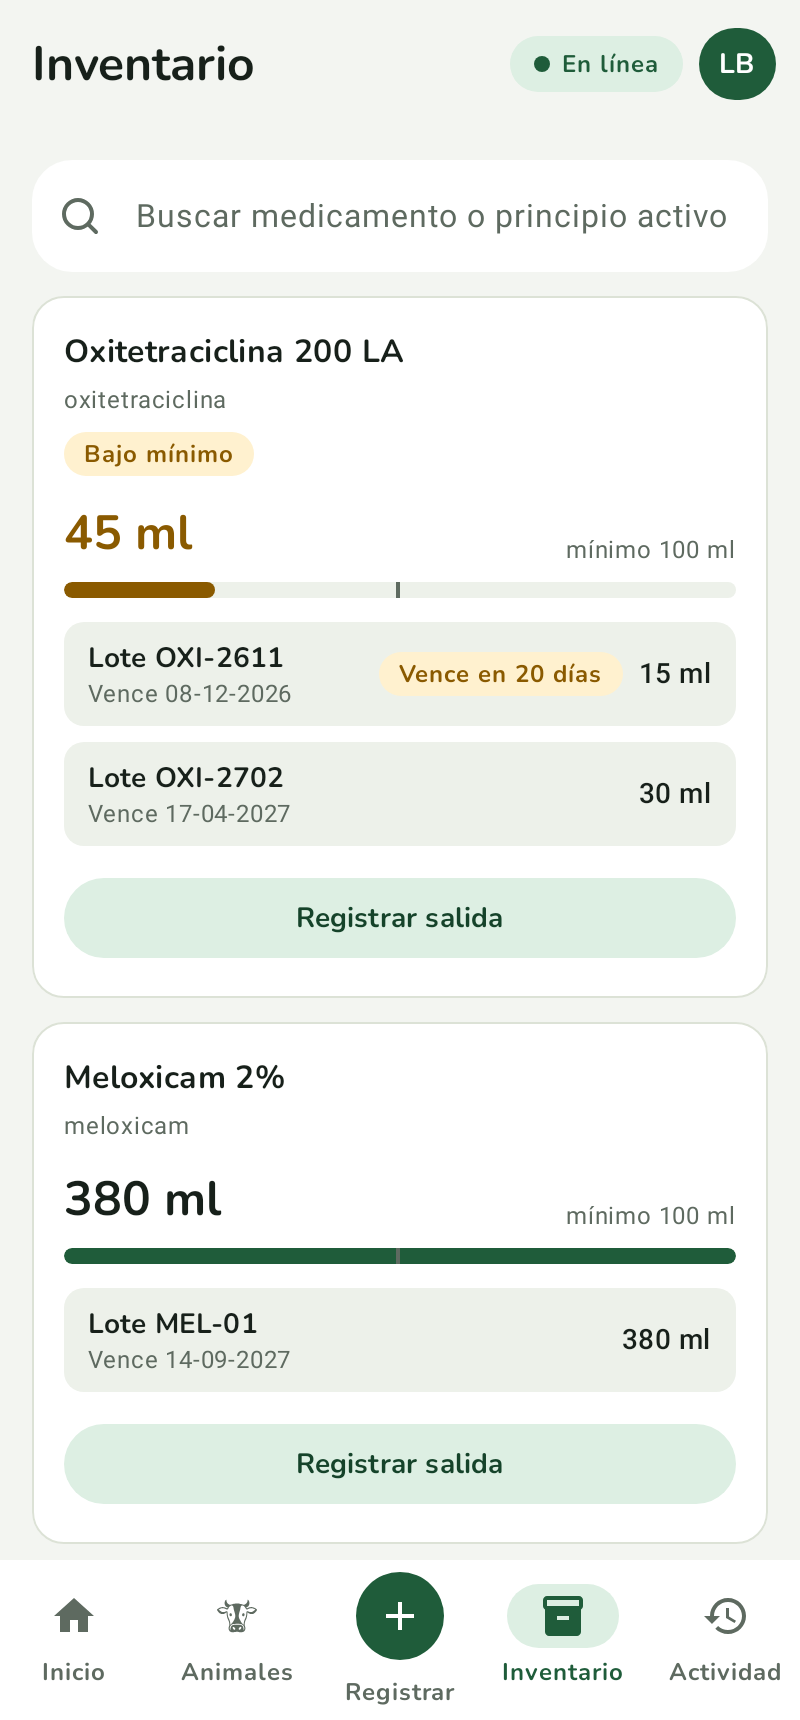 Inventario
En línea
LB
Buscar medicamento o principio activo
Oxitetraciclina 200 LA
oxitetraciclina
Bajo mínimo
45 ml
mínimo 100 ml
Lote OXI-2611
Vence 08-12-2026
Vence en 20 días
15 ml
Lote OXI-2702
Vence 17-04-2027
30 ml
Registrar salida
Meloxicam 2%
meloxicam
380 ml
mínimo 100 ml
Lote MEL-01
Vence 14-09-2027
380 ml
Registrar salida
Inicio
Animales
Registrar
Inventario
Actividad